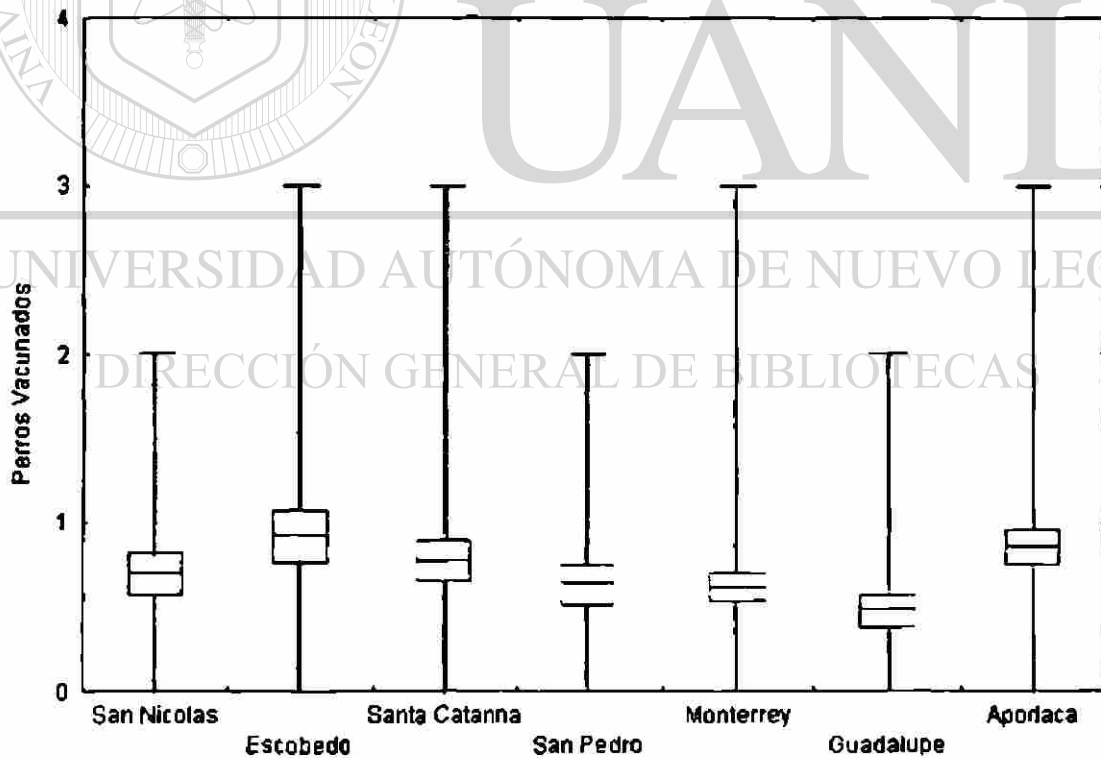 4
3
2
1
0
Perros Vacunados
San Nicolas
Escobedo
Santa Catanna
San Pedro
Monterrey
Guadalupe
Apodaca
UANL
LEON
UNIVERSIDAD AUTÓNOMA DE NUEVO LEÓ
DIRECCIÓN GENERAL DE BIBLIOTECAS